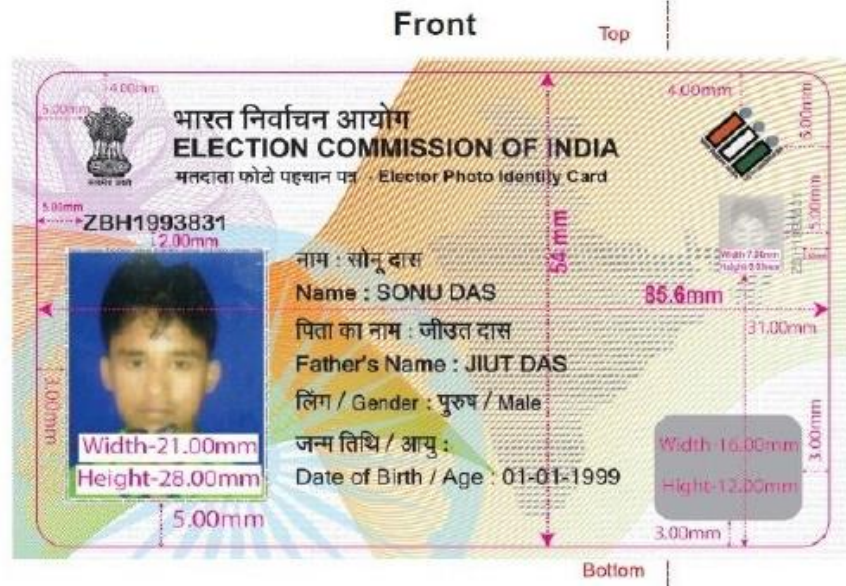 Front
Top
4.00mm
4.00mm
5.00mm
5.00mm
भारत निर्वाचन आयोग
ELECTION COMMISSION OF INDIA
मतदाता फोटो पहचान पत्र - Elector Photo Identity Card
5.00mm
5.00mm
ZBH1993831
2.00mm
54 mm
नाम : सोनू दास
Name : SONU DAS
85.6mm
पिता का नाम : जीउत दास
31.00mm
Father's Name : JIUT DAS
3.00mm
लिंग / Gender : पुरुष / Male
3.00mm
Width-21.00mm
जन्म तिथि / आयु :
Width-16.00mm
Height-28.00mm
Date of Birth / Age : 01-01-1999
Hight-12.00mm
5.00mm
3.00mm
Bottom